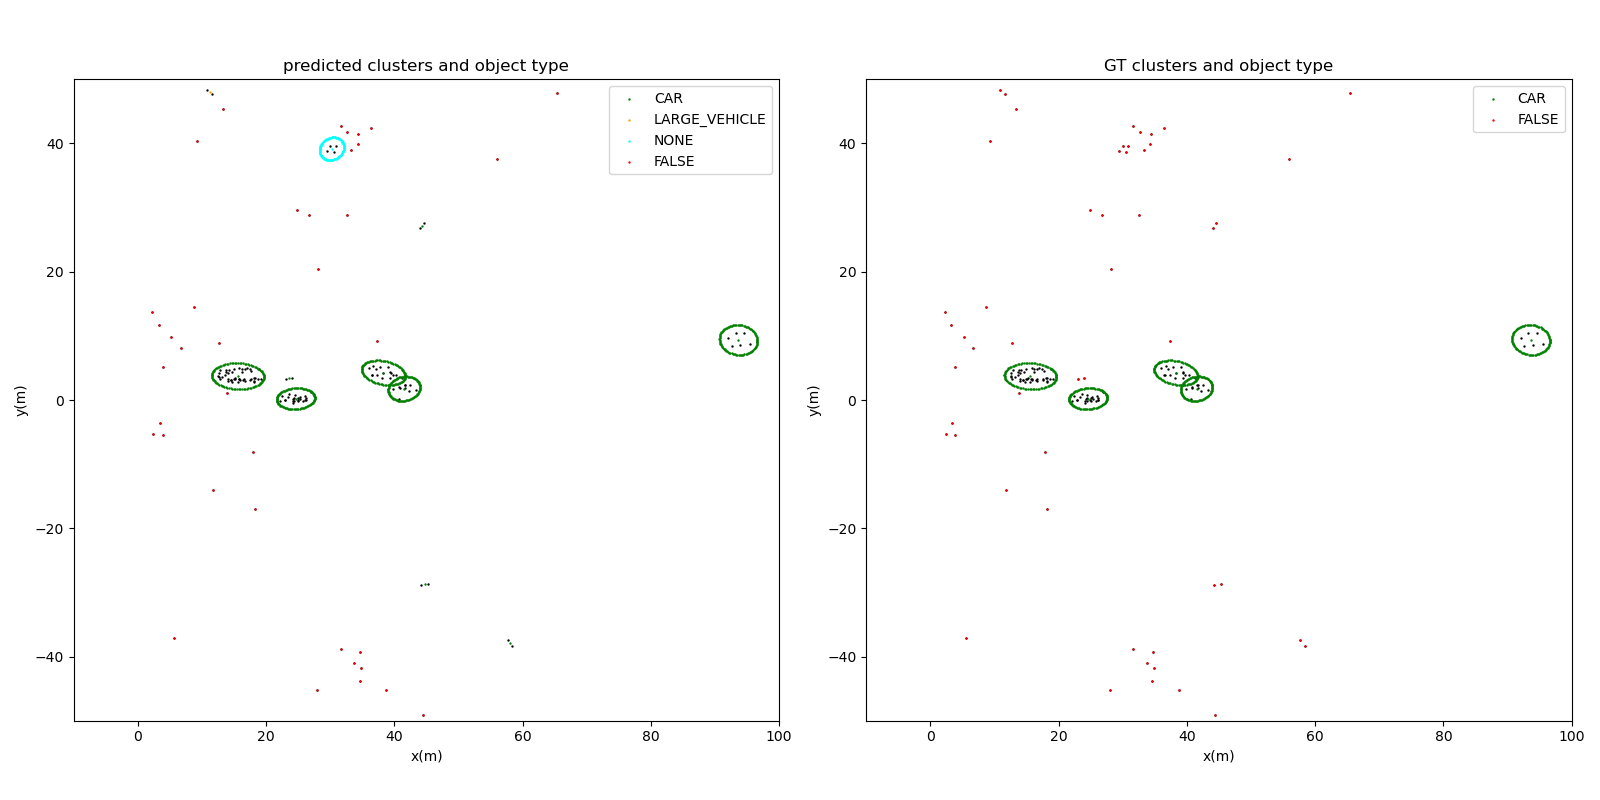 predicted clusters and object type
CAR
LARGE_VEHICLE
NONE
FALSE
40
20
0
−20
−40
y(m)
0
20
40
60
80
100
x(m)
GT clusters and object type
CAR
FALSE
40
20
0
−20
−40
y(m)
0
20
40
60
80
100
x(m)